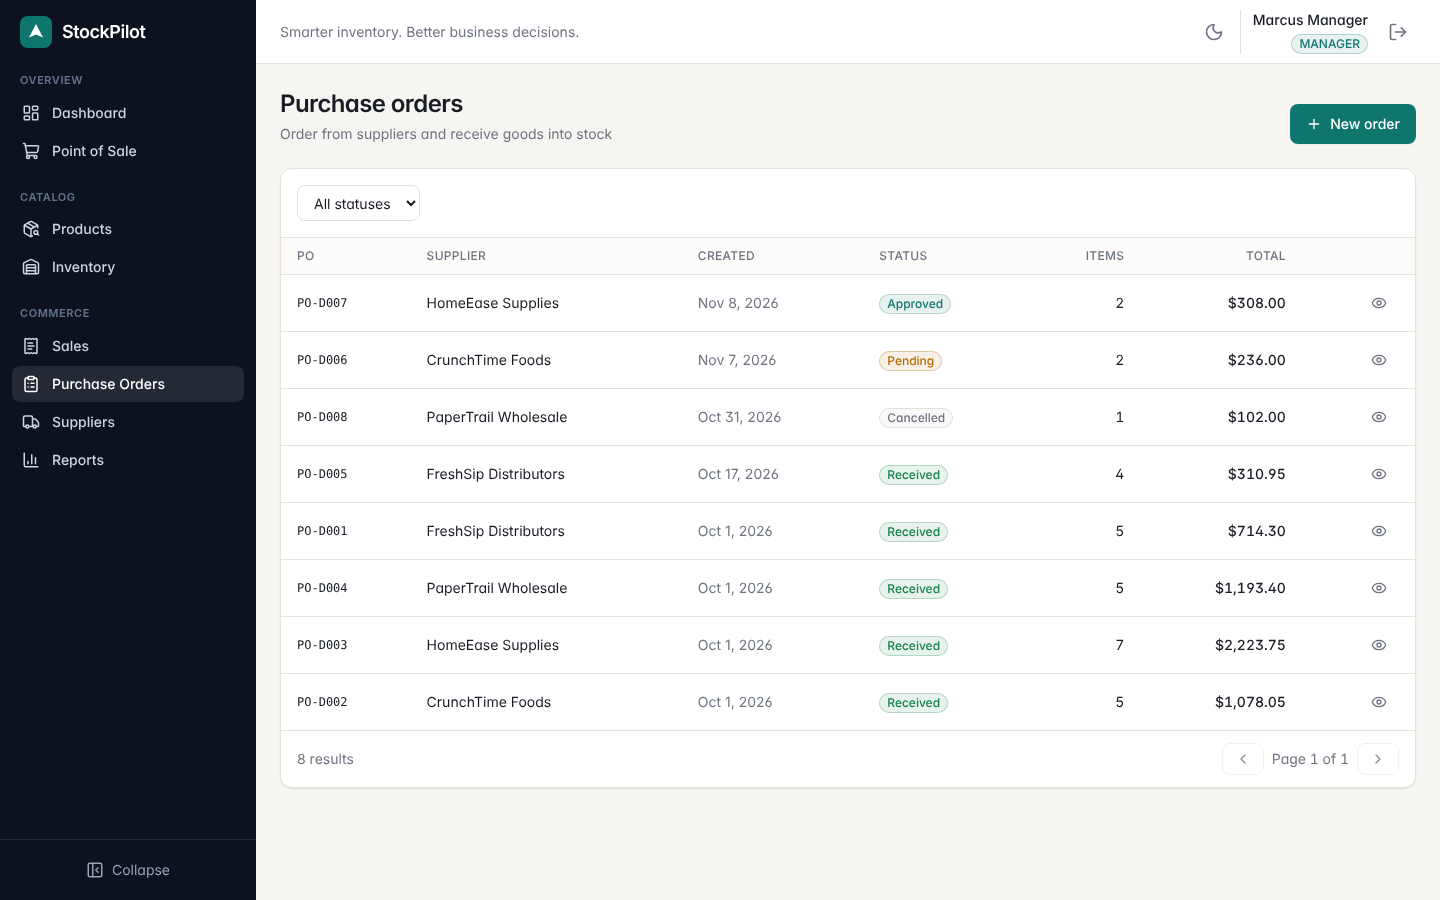 StockPilot
OVERVIEW
Dashboard
Point of Sale
CATALOG
Products
Inventory
COMMERCE
Sales
Purchase Orders
Suppliers
Reports
Collapse
Smarter inventory. Better business decisions.
Marcus Manager
MANAGER
Purchase orders
Order from suppliers and receive goods into stock
New order
All statuses
PO SUPPLIER CREATED STATUS ITEMS TOTAL
PO-D007 HomeEase Supplies Nov 8, 2026 Approved 2 $308.00
PO-D006 CrunchTime Foods Nov 7, 2026 Pending 2 $236.00
PO-D008 PaperTrail Wholesale Oct 31, 2026 Cancelled 1 $102.00
PO-D005 FreshSip Distributors Oct 17, 2026 Received 4 $310.95
PO-D001 FreshSip Distributors Oct 1, 2026 Received 5 $714.30
PO-D004 PaperTrail Wholesale Oct 1, 2026 Received 5 $1,193.40
PO-D003 HomeEase Supplies Oct 1, 2026 Received 7 $2,223.75
PO-D002 CrunchTime Foods Oct 1, 2026 Received 5 $1,078.05
8 results
Page 1 of 1